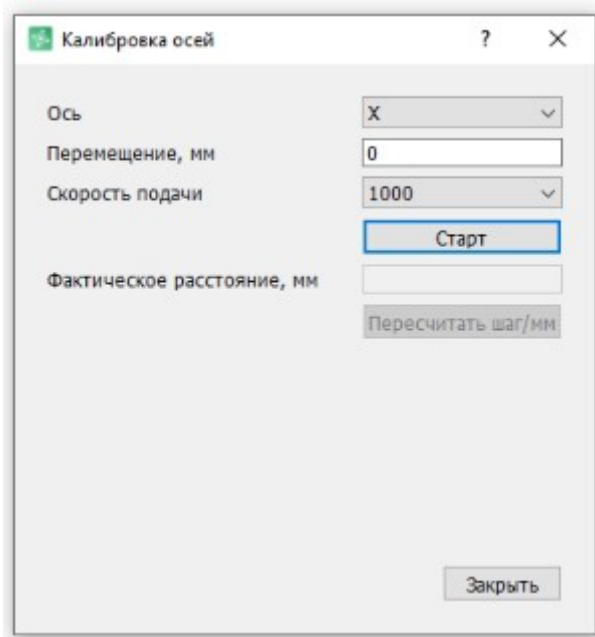 Калибровка осей ?
Ось X
Перемещение, мм 0
Скорость подачи 1000
Старт
Фактическое расстояние, мм
Пересчитать шаг/мм
Закрыть